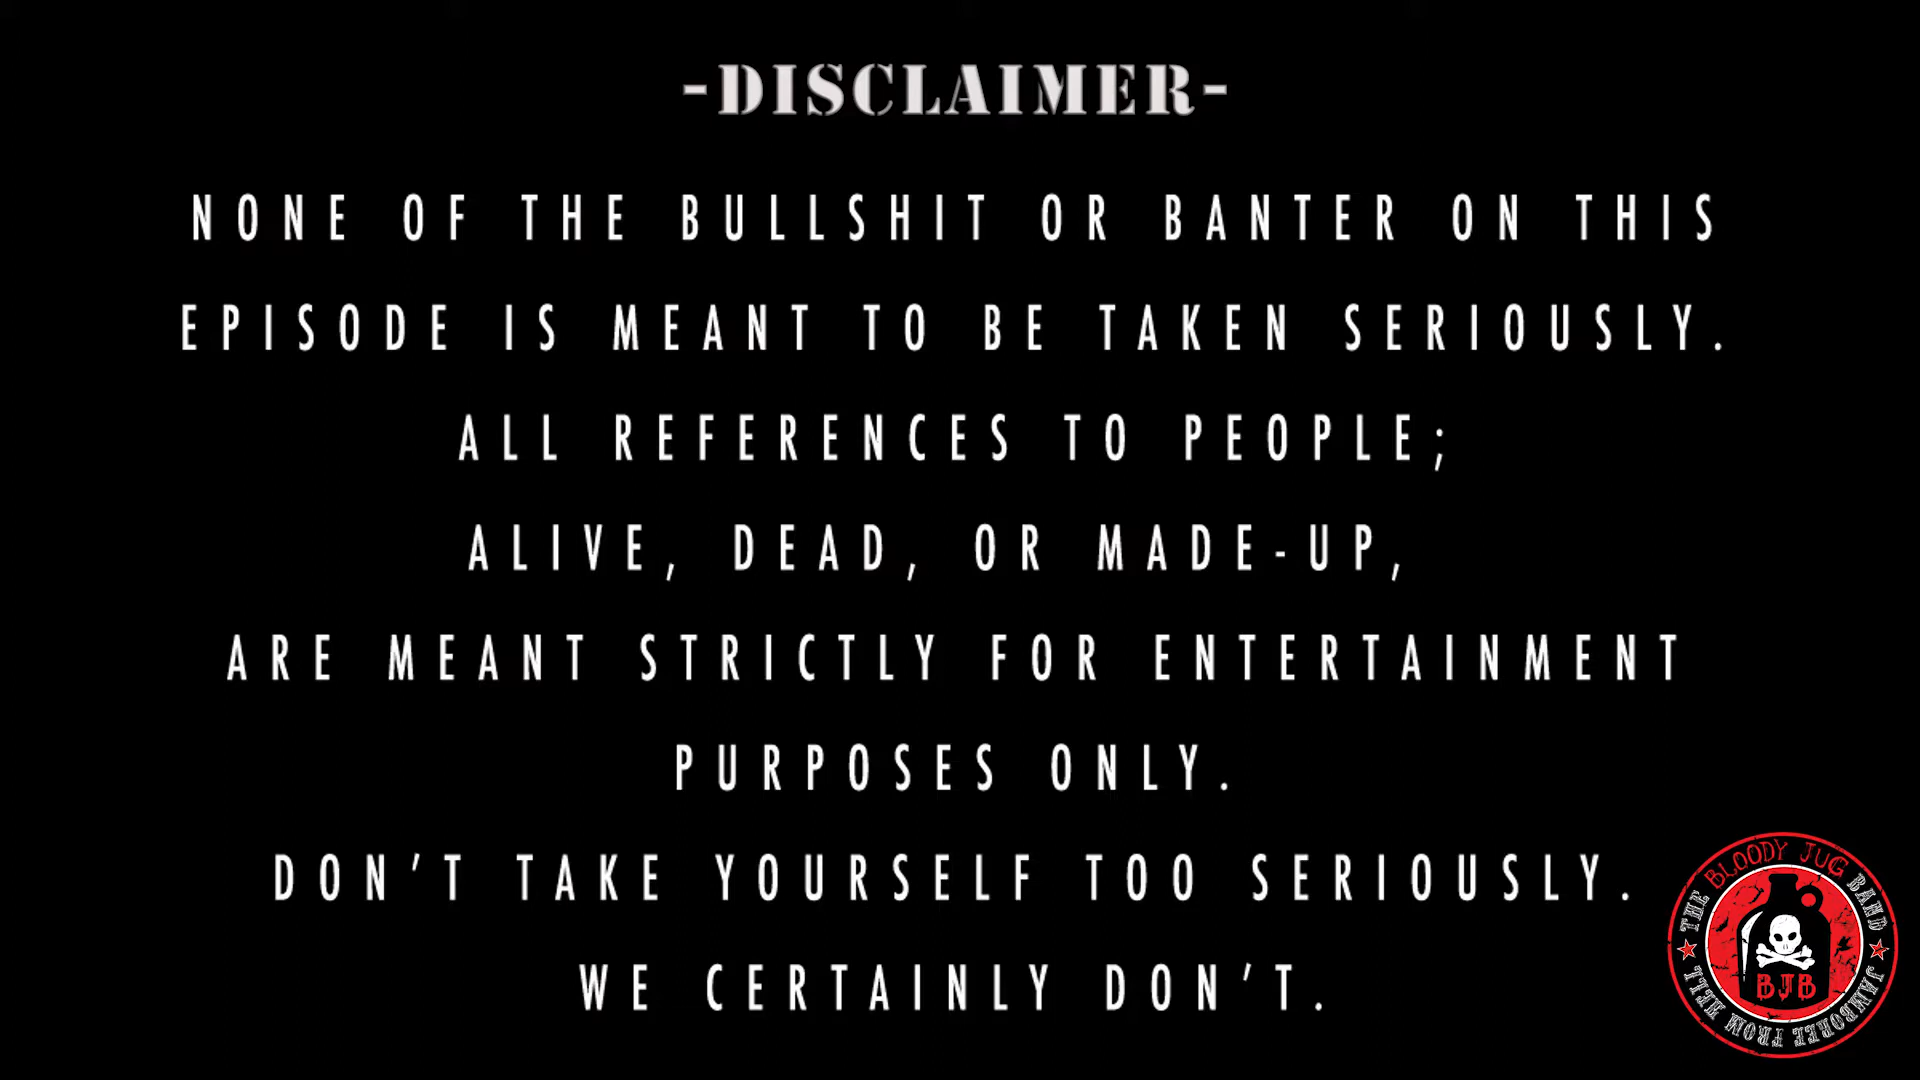 -DISCLAIMER-
NONE OF THE BULLSHIT OR BANTER ON THIS
EPISODE IS MEANT TO BE TAKEN SERIOUSLY.
ALL REFERENCES TO PEOPLE;
ALIVE, DEAD, OR MADE-UP,
ARE MEANT STRICTLY FOR ENTERTAINMENT
PURPOSES ONLY.
DON’T TAKE YOURSELF TOO SERIOUSLY.
WE CERTAINLY DON’T.
THE BLOODY JUG BAND
BJB
JAMBOREE FROM HELL